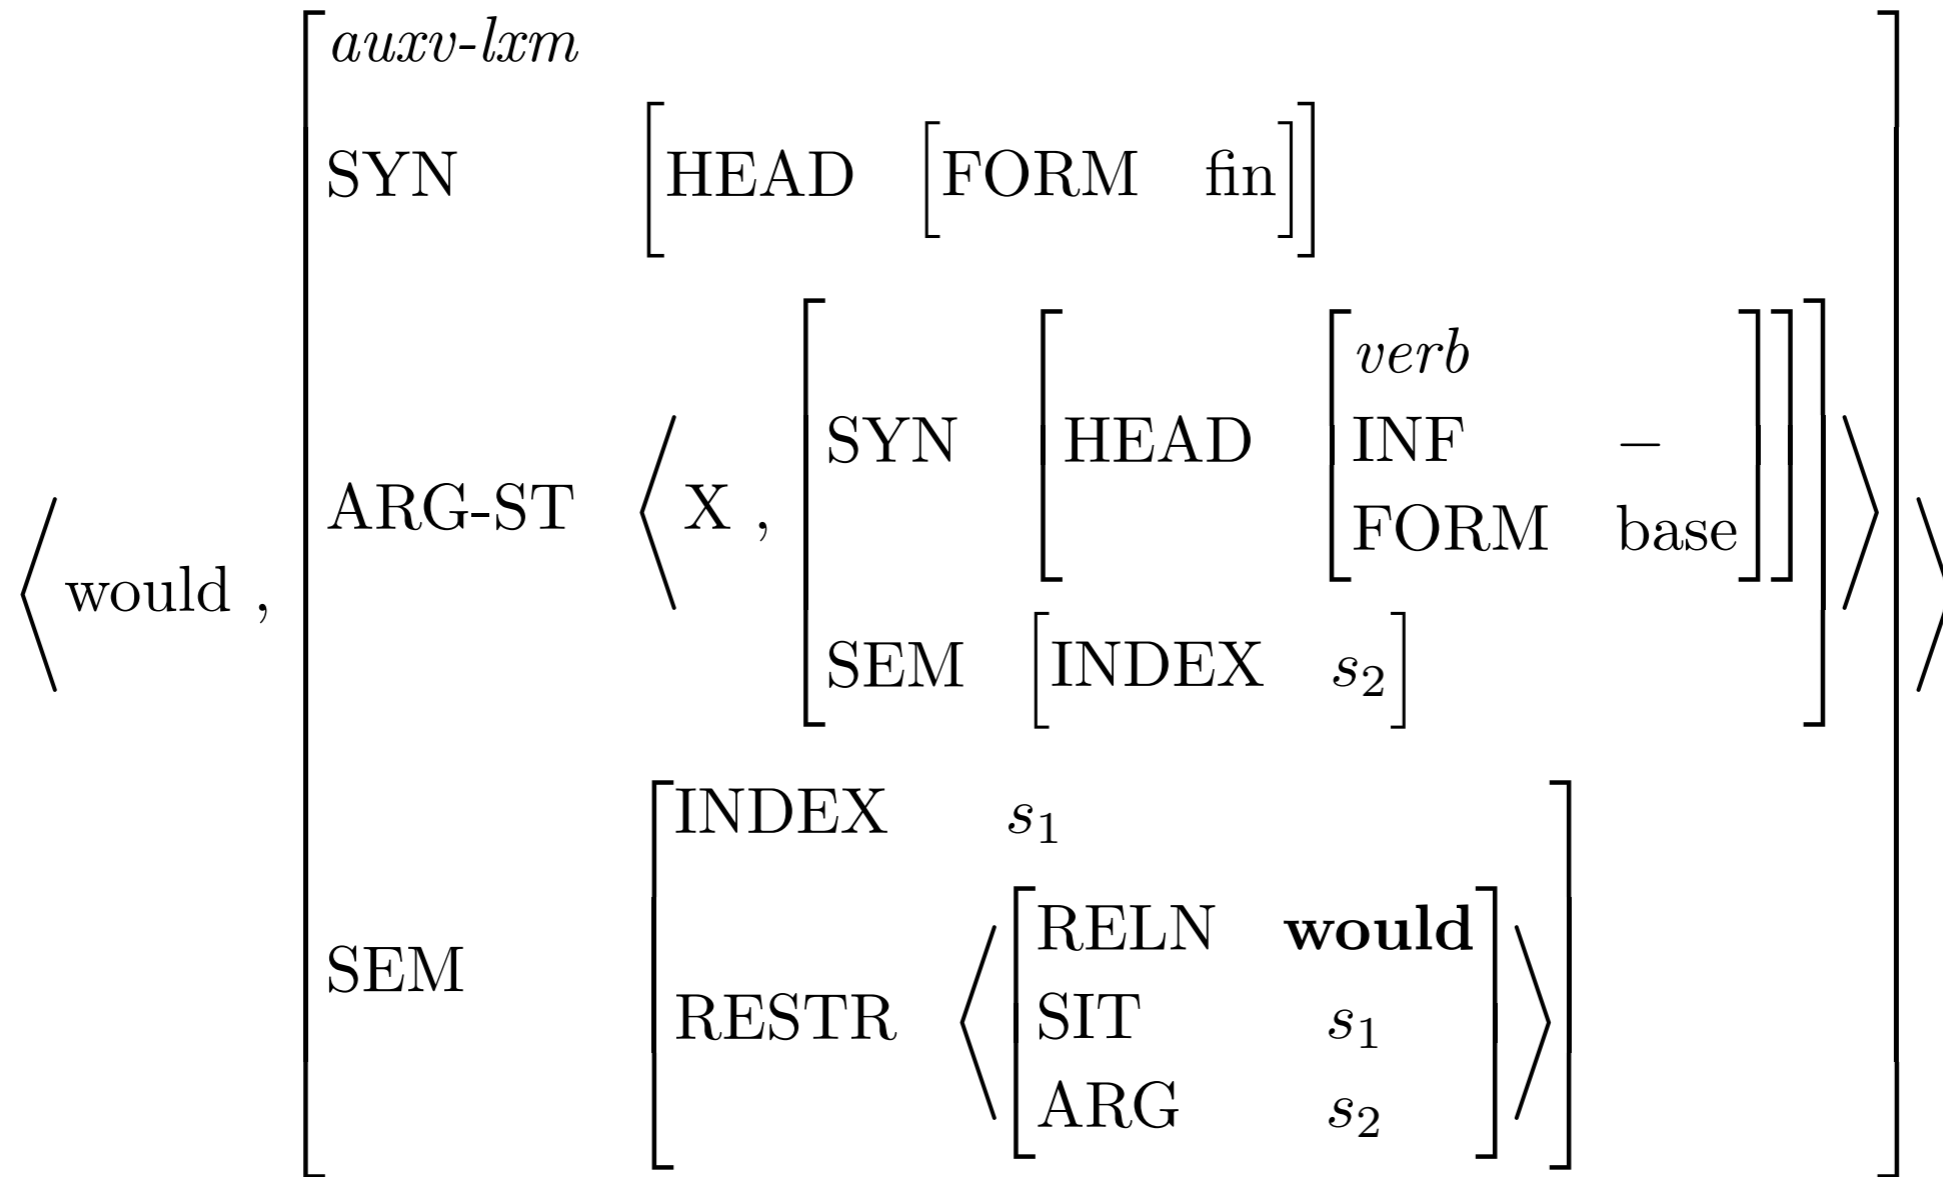 auxv-lxm
SYN [HEAD [FORM fin]]
⟨would , ARG-ST ⟨X , [SYN [HEAD [verb
INF −
FORM base]]
SEM [INDEX s₂]]⟩
SEM [INDEX s₁
RESTR ⟨[RELN would
SIT s₁
ARG s₂]⟩]⟩